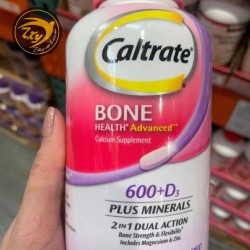 Caltrate®
BONE
HEALTH* Advanced**
Calcium Supplement
600+D3
PLUS MINERALS
2 IN 1 DUAL ACTION
Bone Strength & Flexibility*
Includes Magnesium & Zinc